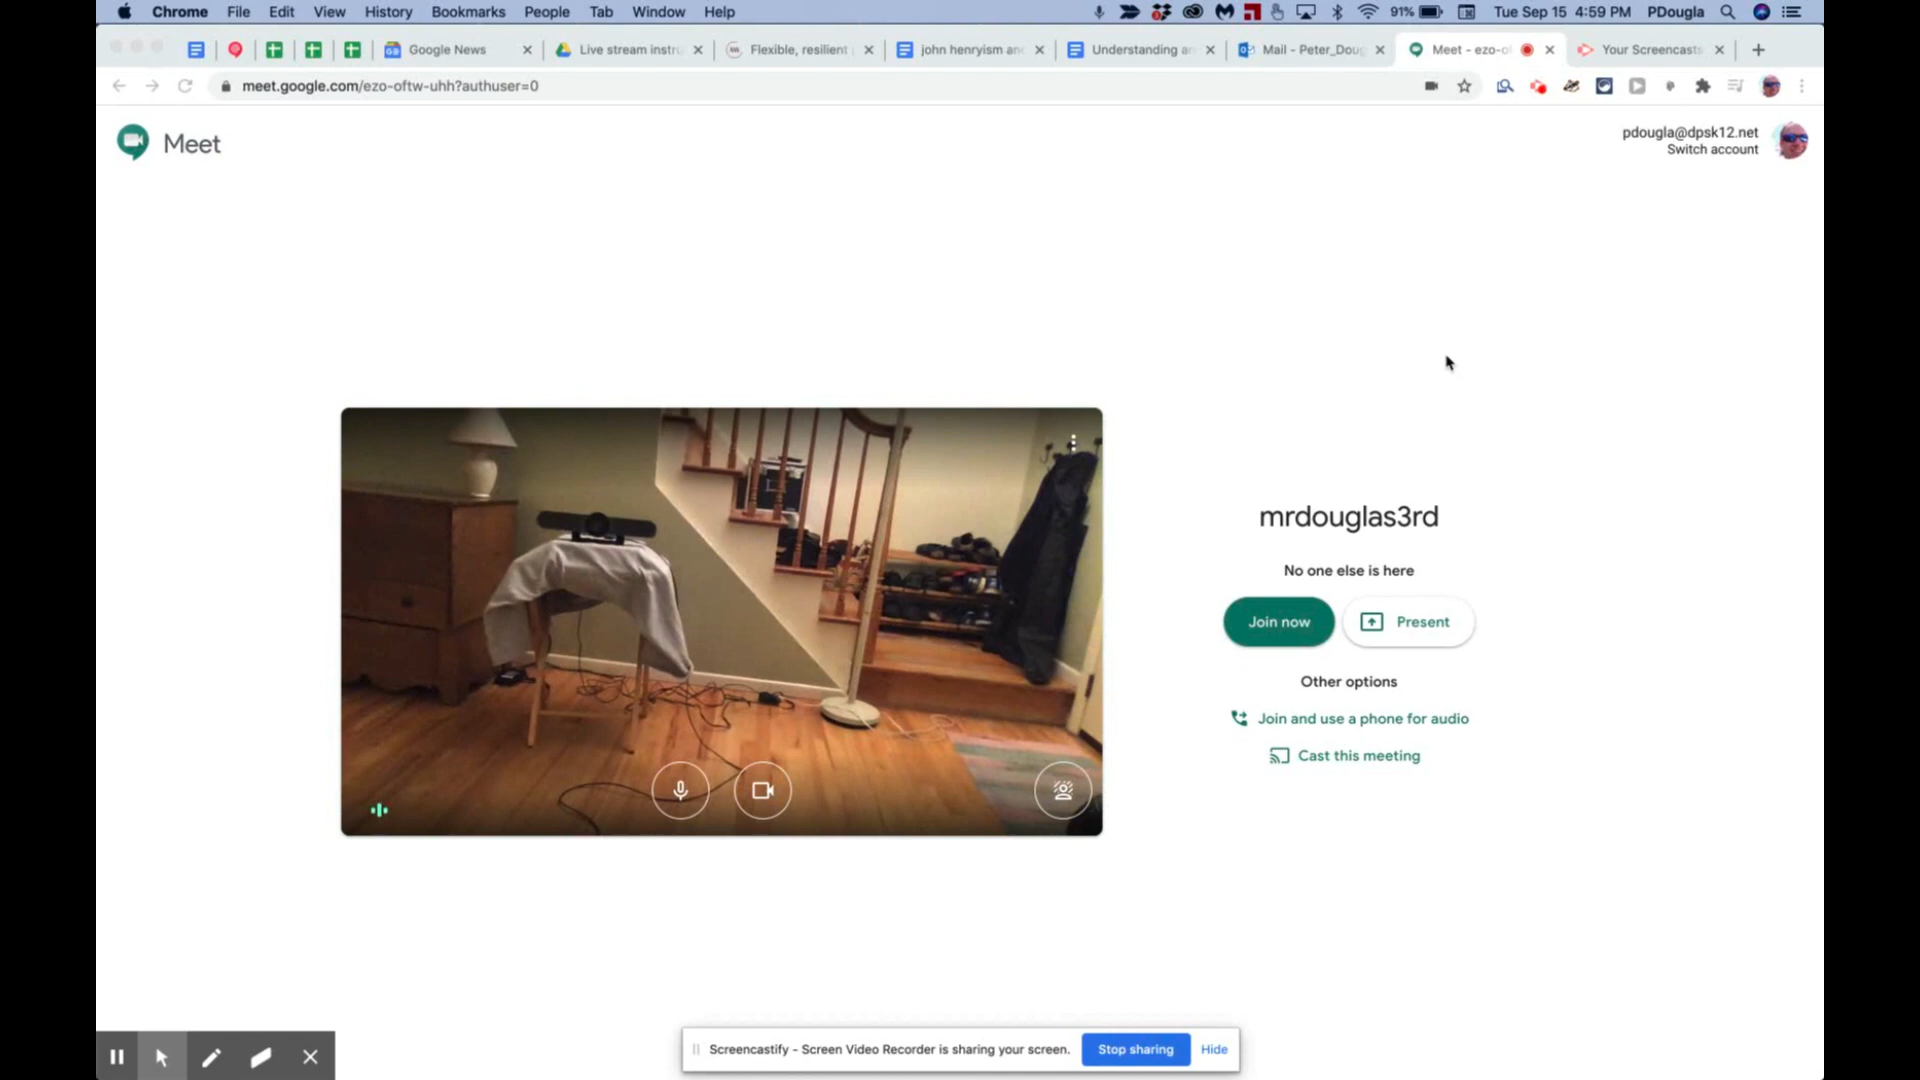 Chrome File Edit View History Bookmarks People Tab Window Help 91% Tue Sep 15 4:59 PM PDougla
Google News Live stream instru Flexible, resilient john henryism an Understanding a Mail - Peter_Doug Meet - ezo-o Your Screencasts
meet.google.com/ezo-oftw-uhh?authuser=0
Meet
pdougla@dpsk12.net
Switch account
mrdouglas3rd
No one else is here
Join now
Present
Other options
Join and use a phone for audio
Cast this meeting
Screencastify - Screen Video Recorder is sharing your screen. Stop sharing Hide